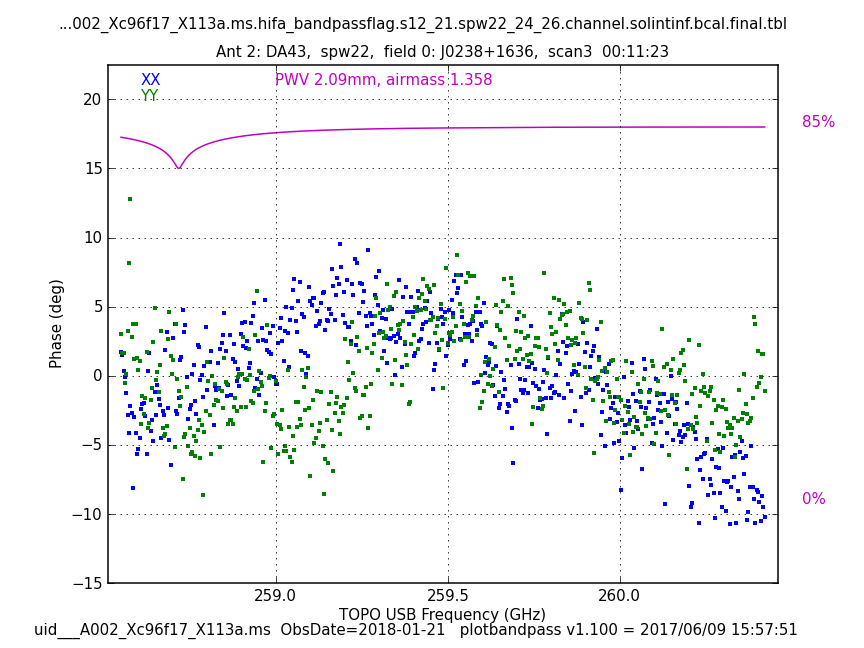 ...002_Xc96f17_X113a.ms.hifa_bandpassflag.s12_21.spw22_24_26.channel.solintinf.bcal.final.tbl
Ant 2: DA43,  spw22,  field 0: J0238+1636,  scan3  00:11:23
XX
PWV 2.09mm, airmass 1.358
YY
20
85%
15
10
5
Phase (deg)
0
−5
−10
0%
−15
259.0
259.5
260.0
TOPO USB Frequency (GHz)
uid___A002_Xc96f17_X113a.ms  ObsDate=2018-01-21   plotbandpass v1.100 = 2017/06/09 15:57:51